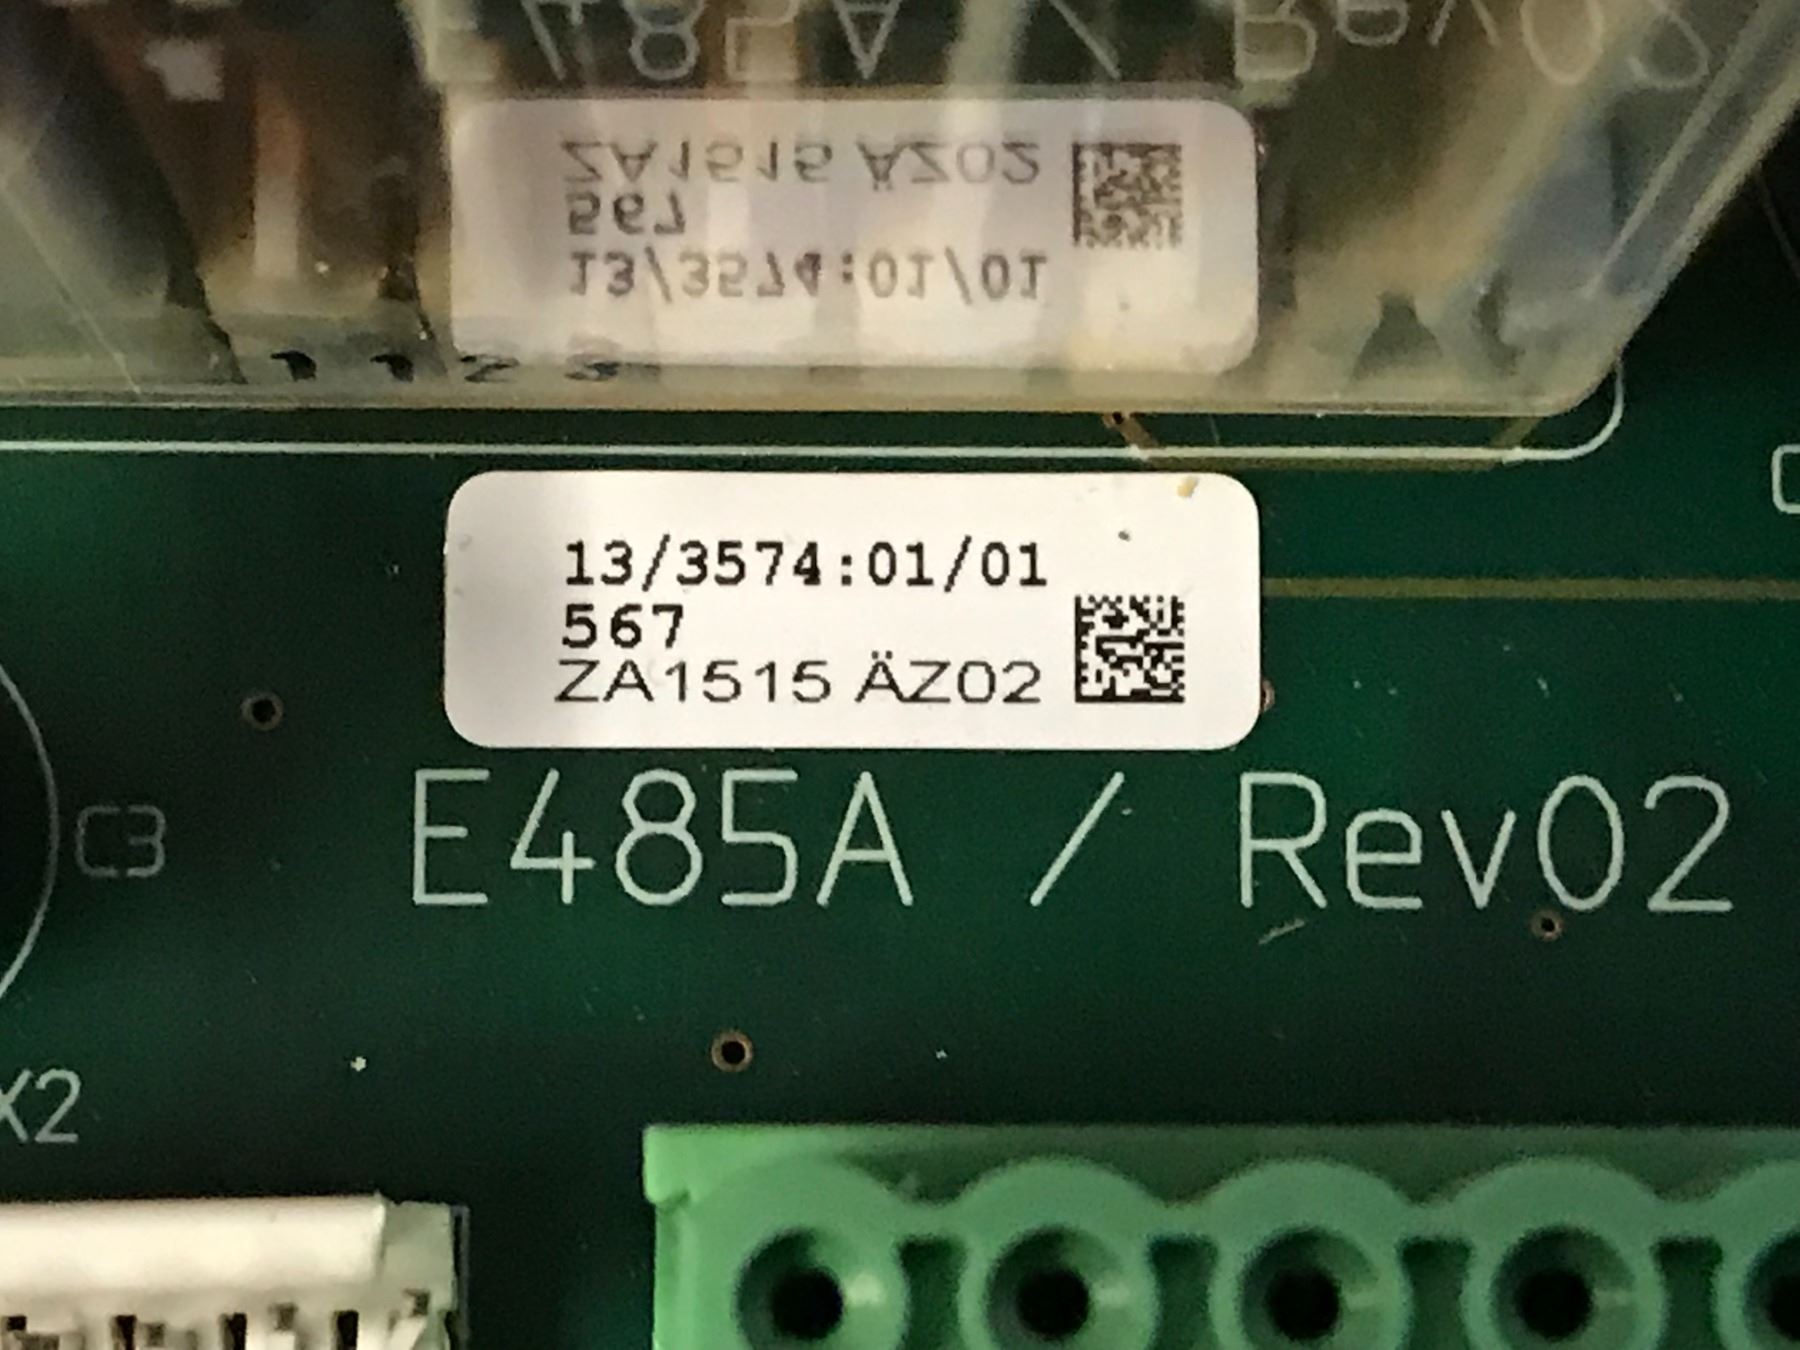 13/3574:01/01
567
ZA1515 ÄZ02
E485A / Rev02
C3
X2